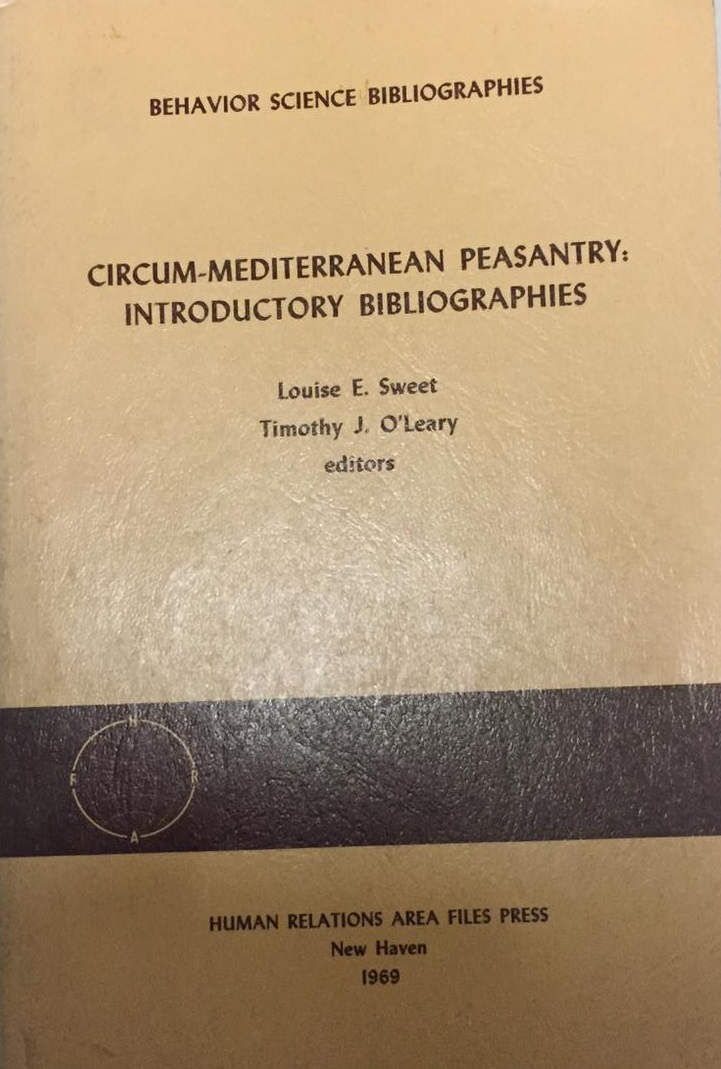 BEHAVIOR SCIENCE BIBLIOGRAPHIES
CIRCUM-MEDITERRANEAN PEASANTRY:
INTRODUCTORY BIBLIOGRAPHIES
Louise E. Sweet
Timothy J. O'Leary
editors
H
F R
A
HUMAN RELATIONS AREA FILES PRESS
New Haven
1969